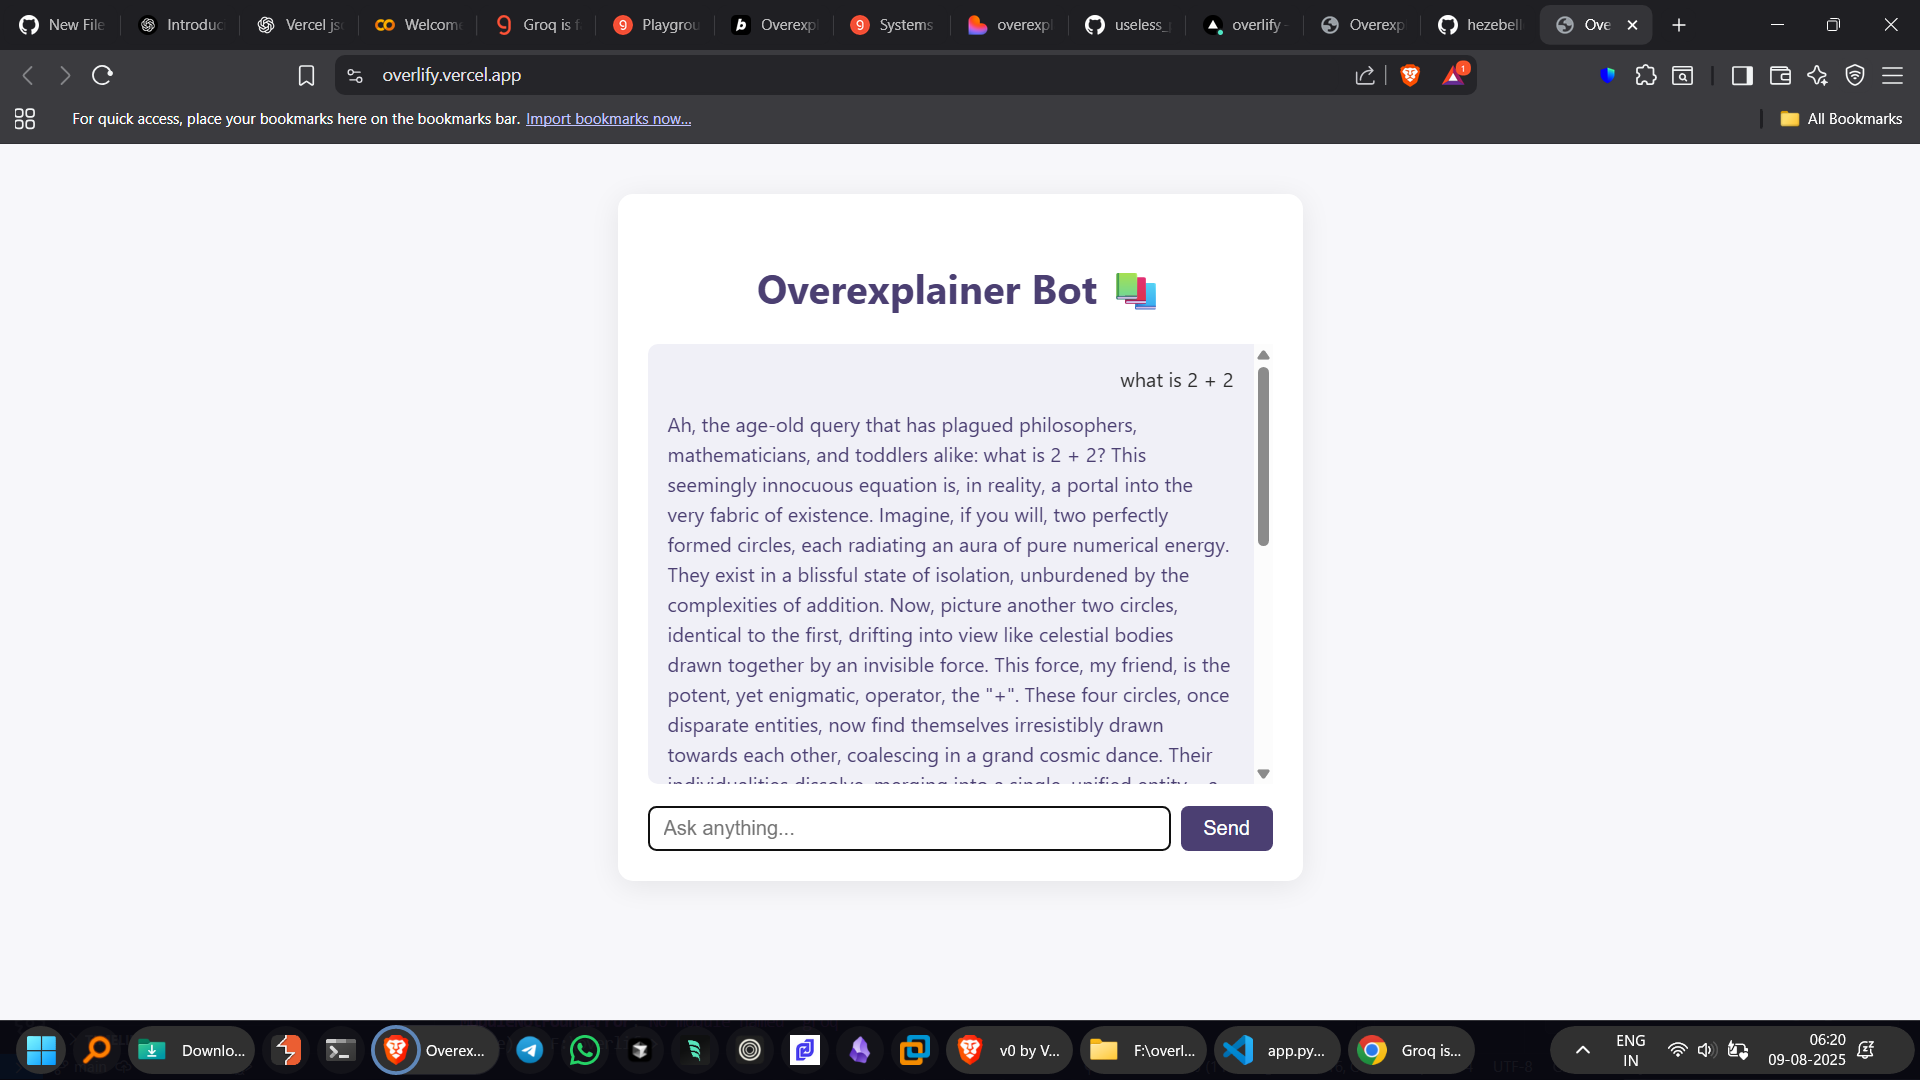 New File
Introduc
Vercel js
Welcome
Groq is fa
Playgrou
Overexpl
Systems
overexpl
useless_
overlify
Overexp
hezebell
Ove
overlify.vercel.app
1
For quick access, place your bookmarks here on the bookmarks bar. Import bookmarks now...
All Bookmarks
Overexplainer Bot
what is 2 + 2
Ah, the age-old query that has plagued philosophers,
mathematicians, and toddlers alike: what is 2 + 2? This
seemingly innocuous equation is, in reality, a portal into the
very fabric of existence. Imagine, if you will, two perfectly
formed circles, each radiating an aura of pure numerical energy.
They exist in a blissful state of isolation, unburdened by the
complexities of addition. Now, picture another two circles,
identical to the first, drifting into view like celestial bodies
drawn together by an invisible force. This force, my friend, is the
potent, yet enigmatic, operator, the "+". These four circles, once
disparate entities, now find themselves irresistibly drawn
towards each other, coalescing in a grand cosmic dance. Their
individualities dissolve, merging into a single, unified entity – a
Ask anything...
Send
Downlo...
Overex...
v0 by V...
F:\overl...
app.py...
Groq is...
ENG
IN
06:20
09-08-2025